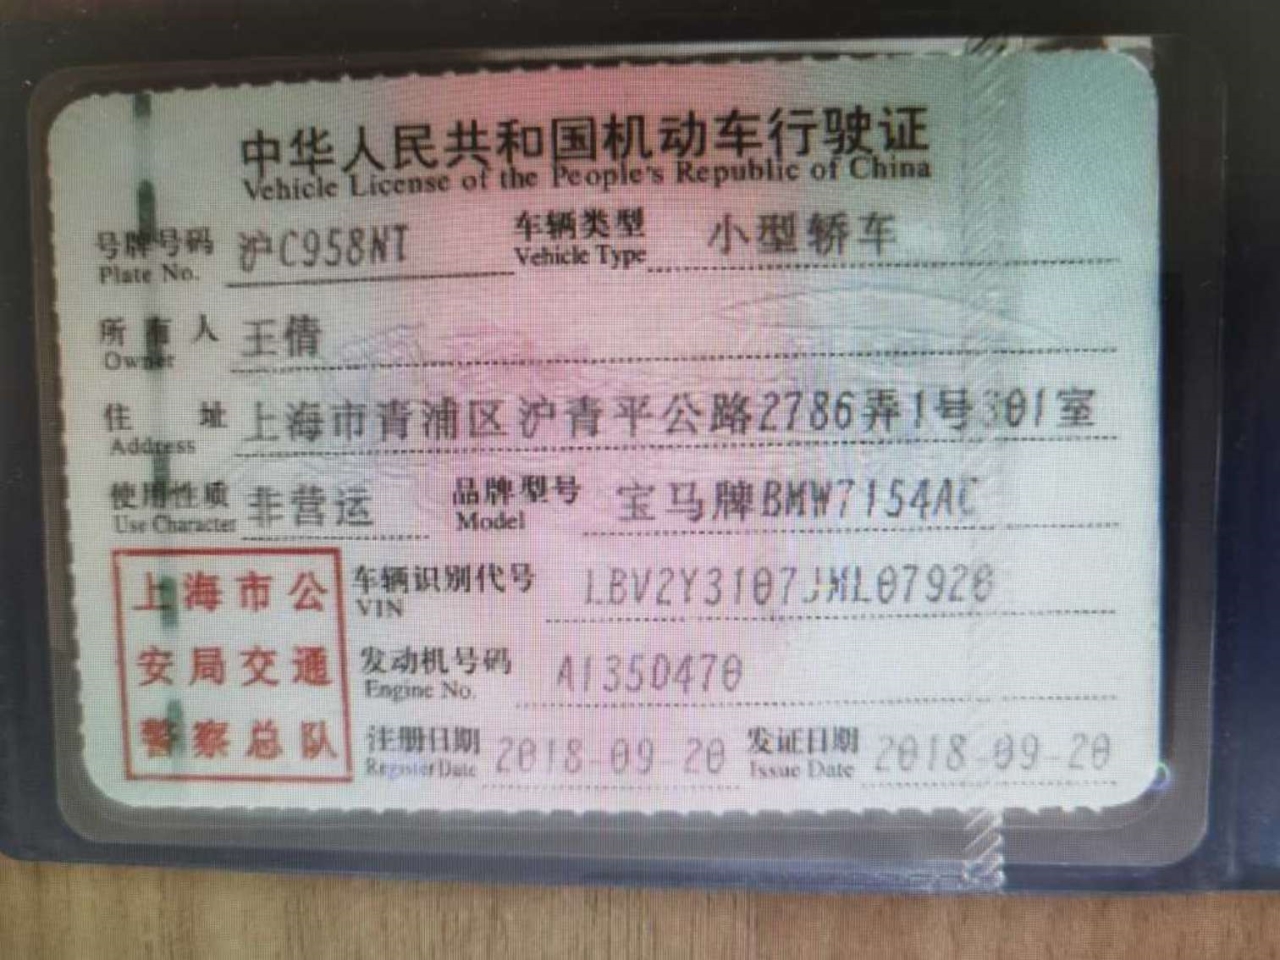 中华人民共和国机动车行驶证
Vehicle License of the People's Republic of China
号牌号码 沪C958NT 车辆类型 小型轿车
Plate No. Vehicle Type
所有人 王倩
Owner
住址 上海市青浦区沪青平公路2786弄1号301室
Address
使用性质 非营运 品牌型号 宝马牌BMW7154AC
Use Character Model
上海市公
安局交通
警察总队
车辆识别代号 LBV2Y3107JML07920
VIN
发动机号码 A135D470
Engine No.
注册日期 2018-09-20 发证日期 2018-09-20
Register Date Issue Date